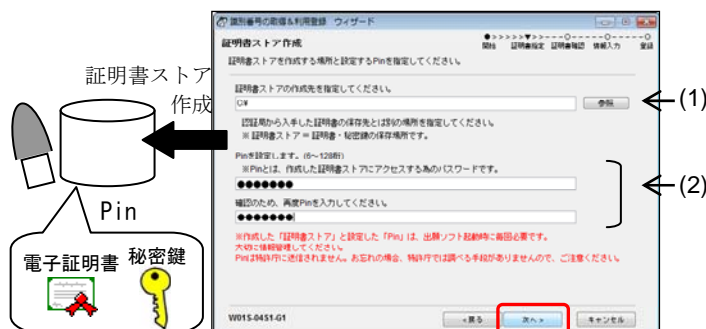 識別番号の取得＆利用登録 ウィザード
証明書ストア作成
●>>>>>▼>>---○----○----○
開始 証明書指定 証明書確認 情報入力 登録
証明書ストアを作成する場所と設定するPinを指定してください。
証明書ストアの作成先を指定してください。
C:¥
参照
(1)
認証局から入手した証明書の保存先とは別の場所を指定してください。
※ 証明書ストア = 証明書・秘密鍵の保存場所です。
Pinを設定します。(6～128桁)
※Pinとは、作成した証明書ストアにアクセスする為のパスワードです。
●●●●●●●
(2)
確認のため、再度Pinを入力してください。
●●●●●●●
※作成した「証明書ストア」と設定した「Pin」は、出願ソフト起動時に毎回必要です。
大切に情報管理してください。
Pinは特許庁に送信されません。お忘れの場合、特許庁では調べる手段がありませんので、ご注意ください。
W01S-0451-G1
<戻る
次へ>
キャンセル
証明書ストア
作成
Pin
電子証明書 秘密鍵